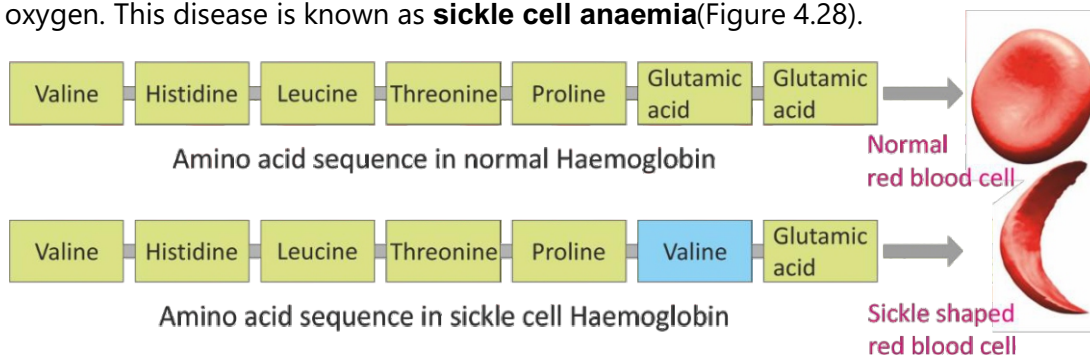 oxygen. This disease is known as sickle cell anaemia(Figure 4.28).
Valine Histidine Leucine Threonine Proline Glutamic acid Glutamic acid
Amino acid sequence in normal Haemoglobin
Normal
red blood cell
Valine Histidine Leucine Threonine Proline Valine Glutamic acid
Amino acid sequence in sickle cell Haemoglobin
Sickle shaped
red blood cell